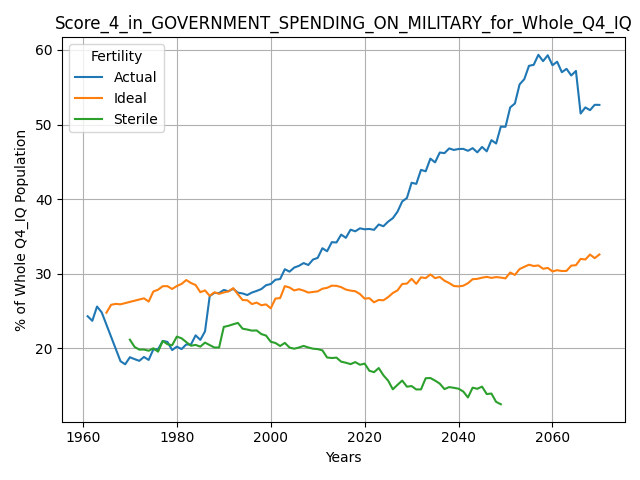 Score_4_in_GOVERNMENT_SPENDING_ON_MILITARY_for_Whole_Q4_IQ
Fertility
Actual
Ideal
Sterile
% of Whole Q4_IQ Population
60
50
40
30
20
1960 1980 2000 2020 2040 2060
Years